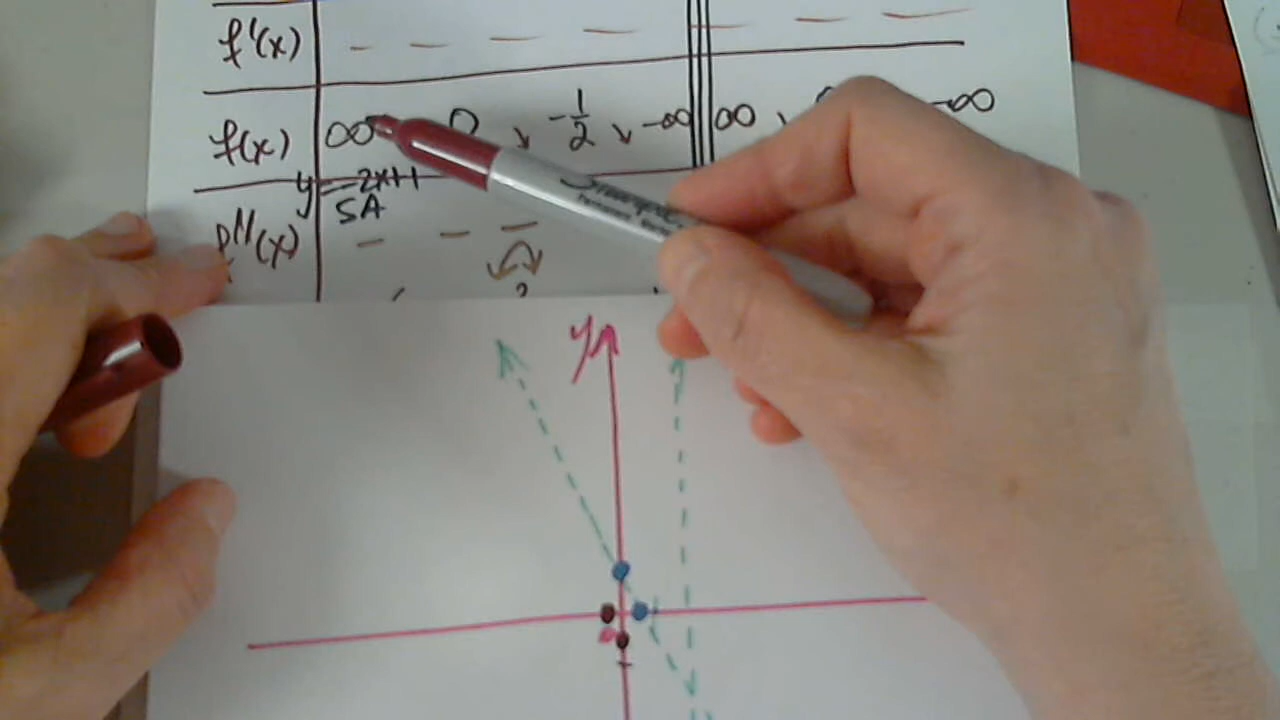 f'(x) - - - - - - -
f(x) ∞ 0 ↘ -1/2 ↘ -∞ ∞ ↘ -∞
y = -2x+1
SA
f''(x) - - -
y